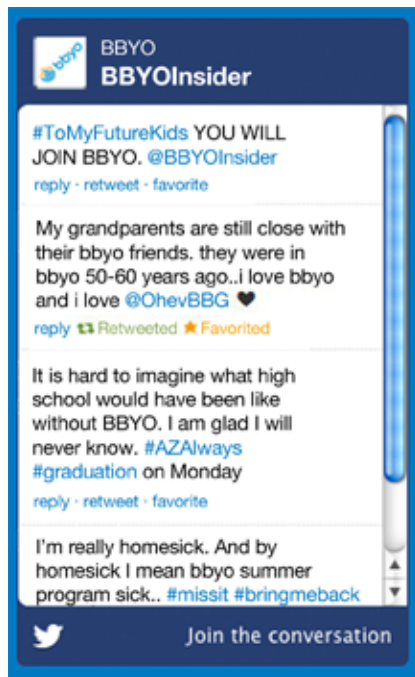 bbyo
BBYO
BBYOInsider
#ToMyFutureKids YOU WILL
JOIN BBYO. @BBYOInsider
reply · retweet · favorite
My grandparents are still close with
their bbyo friends. they were in
bbyo 50-60 years ago..i love bbyo
and i love @OhevBBG ♥
reply Retweeted Favorited
It is hard to imagine what high
school would have been like
without BBYO. I am glad I will
never know. #AZAlways
#graduation on Monday
reply · retweet · favorite
I'm really homesick. And by
homesick I mean bbyo summer
program sick.. #missit #bringmeback
Join the conversation